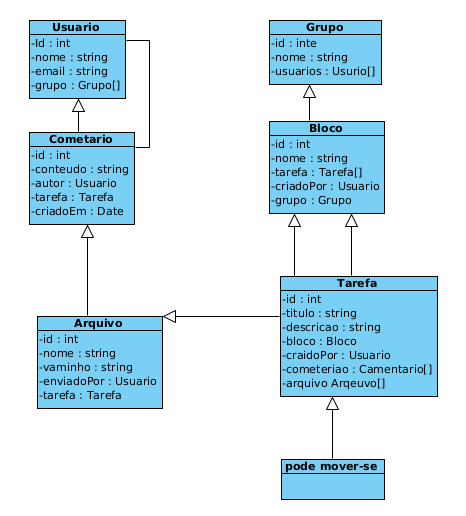 Usuario
-Id : int
-nome : string
-email : string
-grupo : Grupo[]
Grupo
-id : inte
-nome : string
-usuarios : Usurio[]
Cometario
-id : int
-conteudo : string
-autor : Usuario
-tarefa : Tarefa
-criadoEm : Date
Bloco
-id : int
-nome : string
-tarefa : Tarefa[]
-criadoPor : Usuario
-grupo : Grupo
Arquivo
-id : int
-nome : string
-vaminho : string
-enviadoPor : Usuario
-tarefa : Tarefa
Tarefa
-id : int
-titulo : string
-descricao : string
-bloco : Bloco
-craidoPor : Usuario
-cometeriao : Camentario[]
-arquivo Arqeuvo[]
pode mover-se